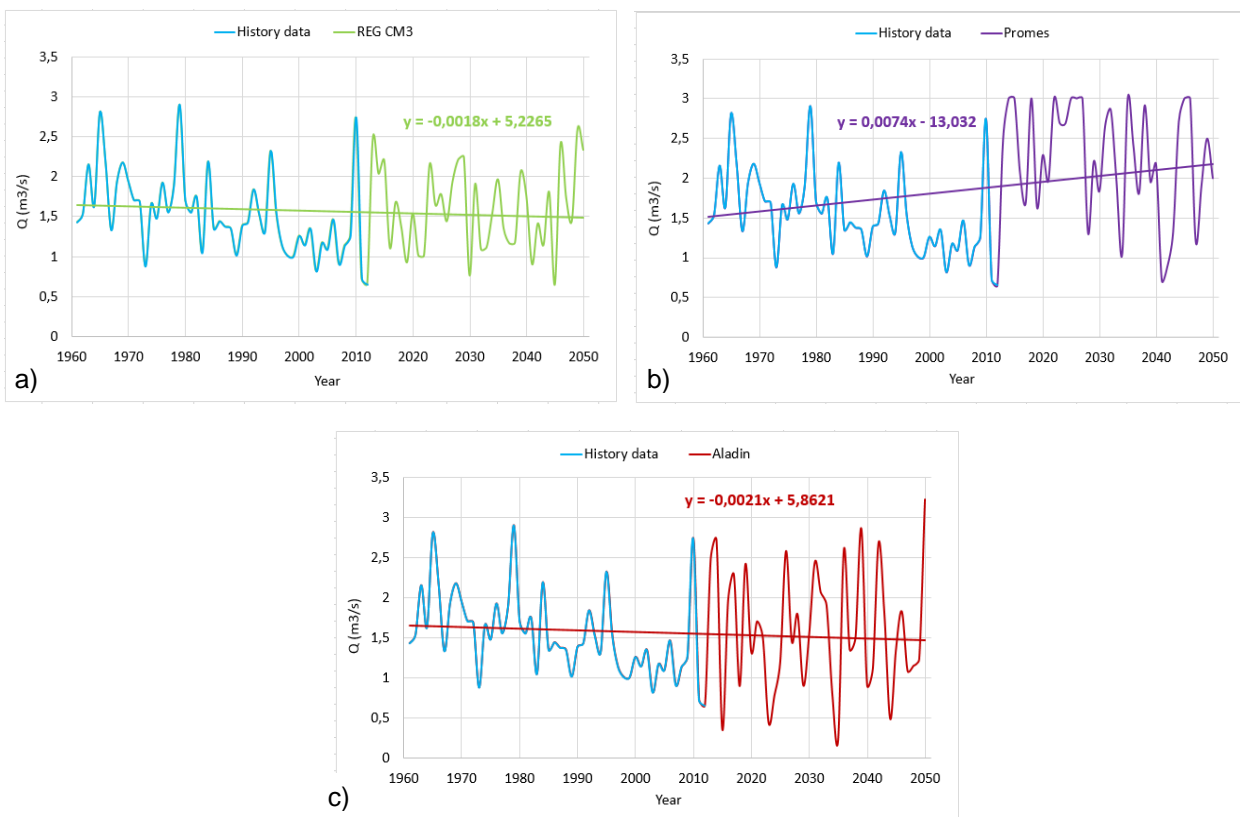 History data REG CM3
3,5
3
2,5
2
1,5
1
0,5
0
Q (m3/s)
y = -0,0018x + 5,2265
1960 1970 1980 1990 2000 2010 2020 2030 2040 2050
Year
a)
History data Promes
3,5
3
2,5
2
1,5
1
0,5
0
Q (m3/s)
y = 0,0074x - 13,032
1960 1970 1980 1990 2000 2010 2020 2030 2040 2050
Year
b)
History data Aladin
3,5
3
2,5
2
1,5
1
0,5
0
Q (m3/s)
y = -0,0021x + 5,8621
1960 1970 1980 1990 2000 2010 2020 2030 2040 2050
Year
c)